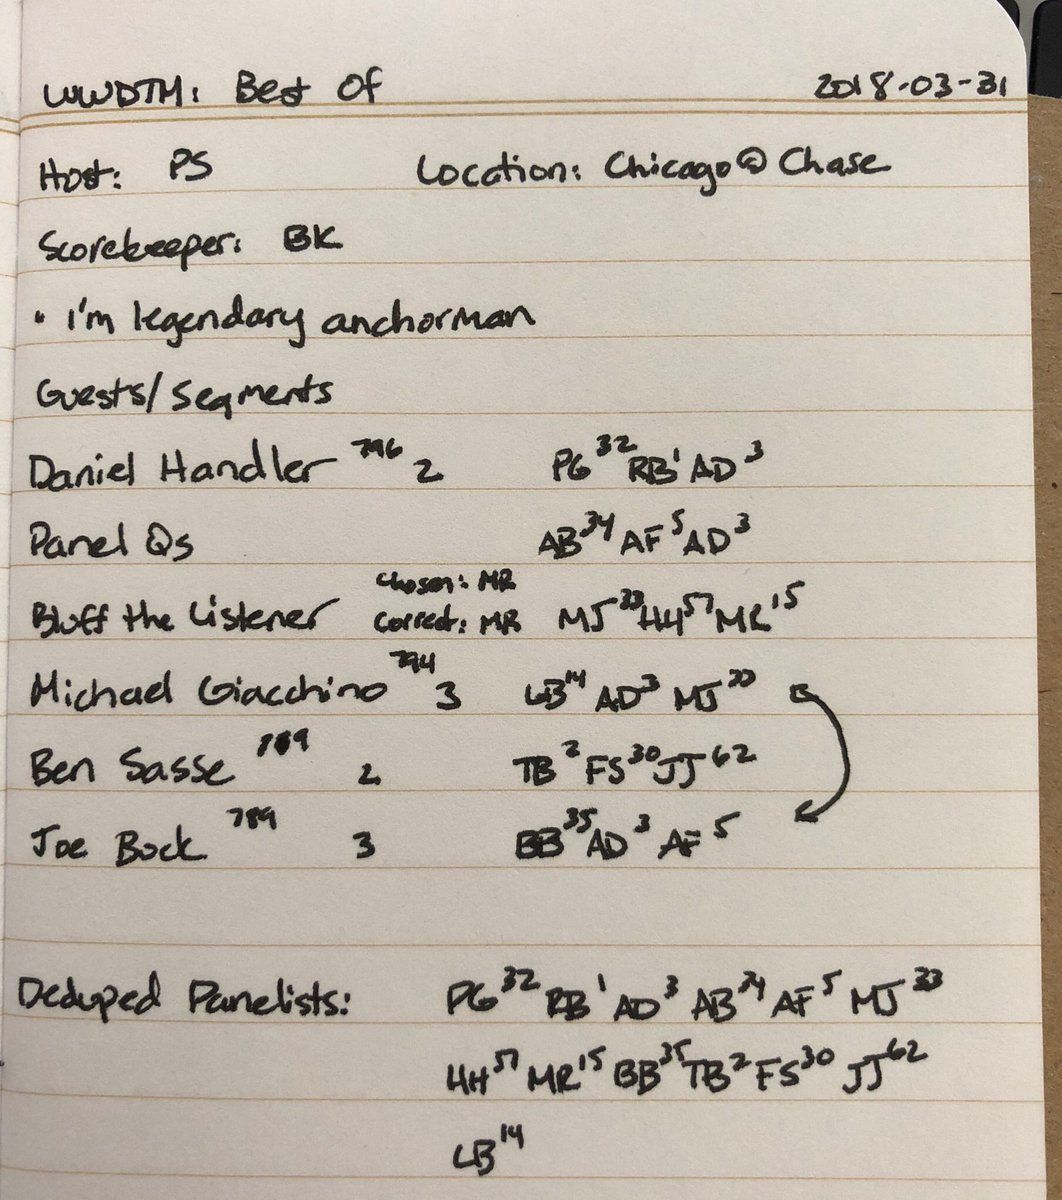 WWDTM: Best Of 2018-03-31
Host: PS Location: Chicago @ Chase
Scorekeeper: BK
• I'm legendary anchorman
Guests/Segments
Daniel Handler 796 2 PG 32 RB 1 AD 3
Panel Qs AB 34 AF 5 AD 3
Bluff the Listener Chosen: MR Correct: MR MJ 33 HH 57 MR 15
Michael Giacchino 794 3 LB 14 AD 3 MJ 33
Ben Sasse 2 TB 2 FS 30 JJ 62
Joe Buck 789 3 BB 35 AD 3 AF 5
Deduped Panelists: PG 32 RB 1 AD 3 AB 34 AF 5 MJ 33
HH 57 MR 15 BB 35 TB 2 FS 30 JJ 62
LB 14